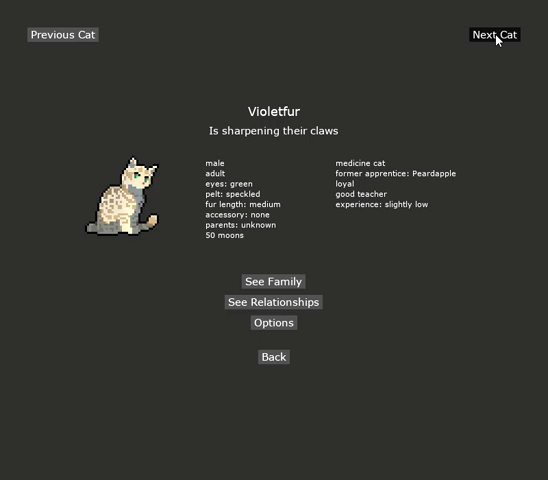 Previous Cat
Next Cat
Violetfur
Is sharpening their claws
male
adult
eyes: green
pelt: speckled
fur length: medium
accessory: none
parents: unknown
50 moons
medicine cat
former apprentice: Peardapple
loyal
good teacher
experience: slightly low
See Family
See Relationships
Options
Back